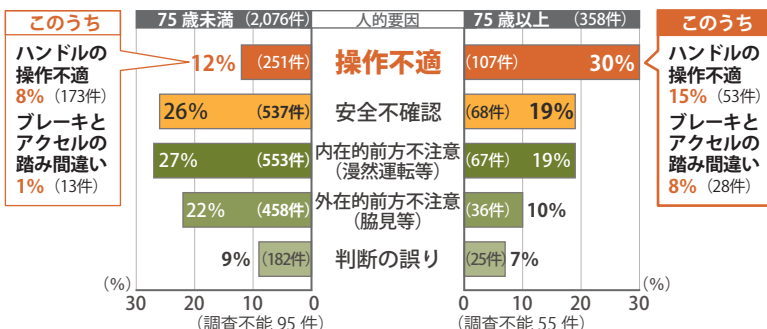 75歳未満 (2,076件) 人的要因 75歳以上 (358件)
このうち
ハンドルの
操作不適
8% (173件)
ブレーキと
アクセルの
踏み間違い
1% (13件)
12% (251件) 操作不適 (107件) 30%
26% (537件) 安全不確認 (68件) 19%
27% (553件) 内在的前方不注意 (67件) 19%
(漫然運転等)
22% (458件) 外在的前方不注意 (36件) 10%
(脇見等)
9% (182件) 判断の誤り (25件) 7%
このうち
ハンドルの
操作不適
15% (53件)
ブレーキと
アクセルの
踏み間違い
8% (28件)
(%) (%)
30 20 10 0 0 10 20 30
(調査不能 95 件) (調査不能 55 件)